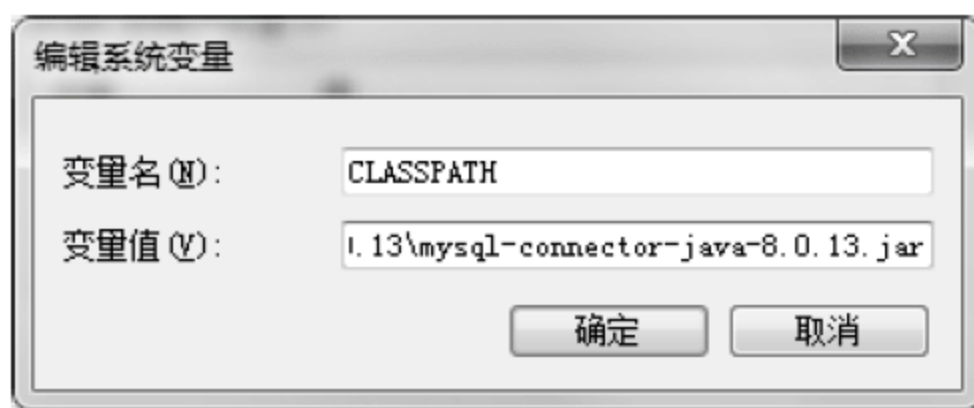 编辑系统变量
变量名(N):
CLASSPATH
变量值(V):
.13\mysql-connector-java-8.0.13.jar
确定
取消